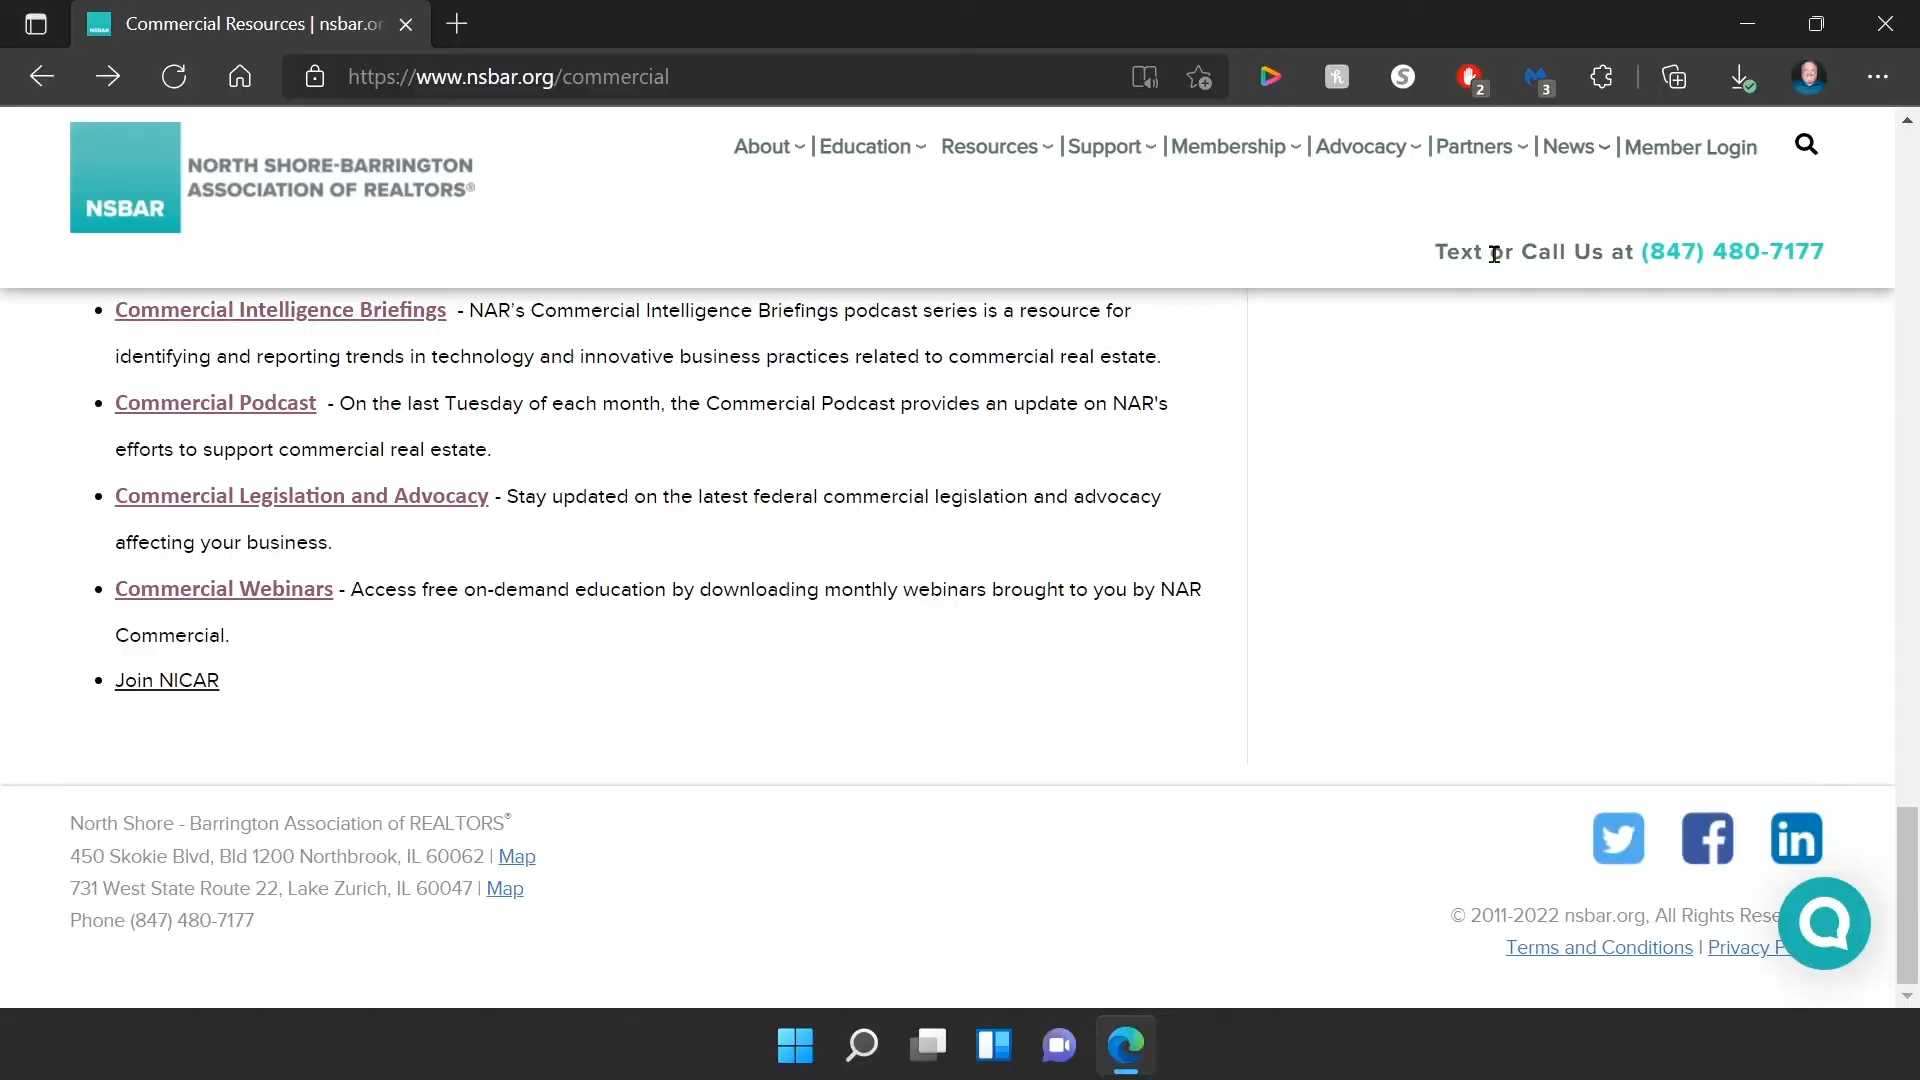 Commercial Resources | nsbar.or
https://www.nsbar.org/commercial
2
3
NSBAR
NORTH SHORE-BARRINGTON
ASSOCIATION OF REALTORS®
About | Education Resources | Support | Membership | Advocacy | Partners | News | Member Login
Text or Call Us at (847) 480-7177
• Commercial Intelligence Briefings - NAR’s Commercial Intelligence Briefings podcast series is a resource for
identifying and reporting trends in technology and innovative business practices related to commercial real estate.
• Commercial Podcast - On the last Tuesday of each month, the Commercial Podcast provides an update on NAR's
efforts to support commercial real estate.
• Commercial Legislation and Advocacy - Stay updated on the latest federal commercial legislation and advocacy
affecting your business.
• Commercial Webinars - Access free on-demand education by downloading monthly webinars brought to you by NAR
Commercial.
• Join NICAR
North Shore - Barrington Association of REALTORS®
450 Skokie Blvd, Bld 1200 Northbrook, IL 60062 | Map
731 West State Route 22, Lake Zurich, IL 60047 | Map
Phone (847) 480-7177
© 2011-2022 nsbar.org, All Rights Rese
Terms and Conditions | Privacy P